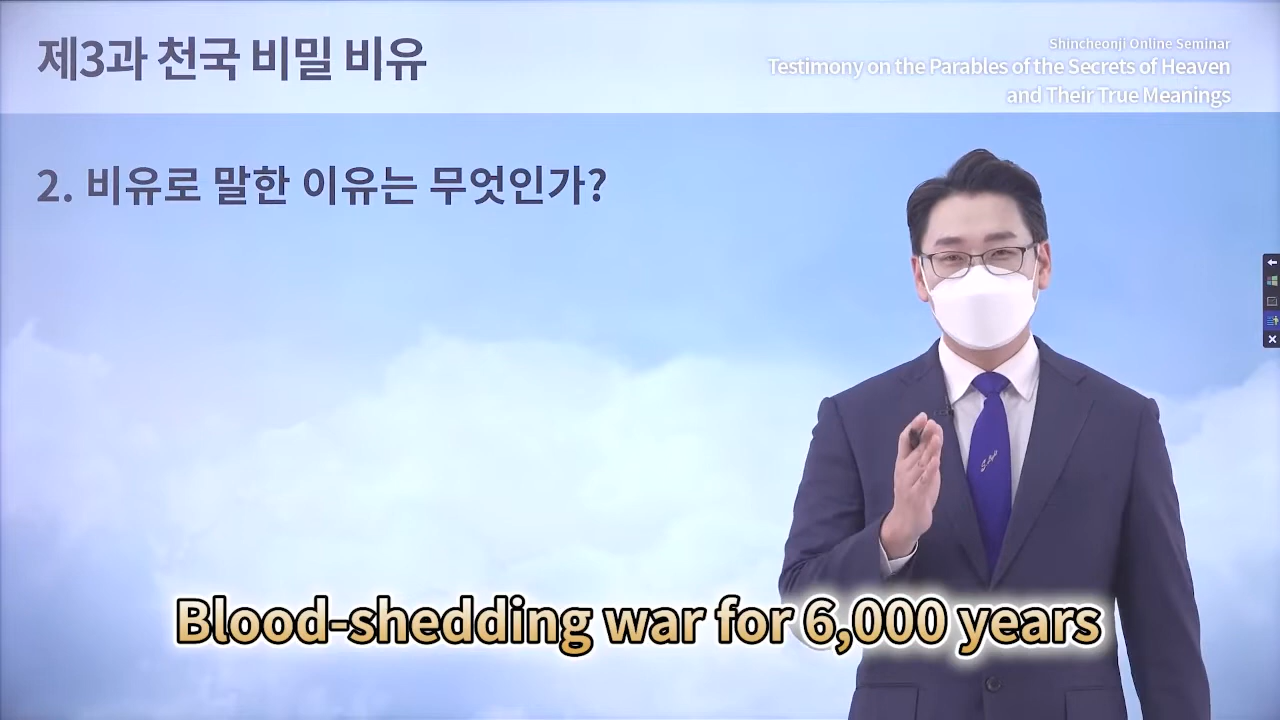 제3과 천국 비밀 비유
Shincheonji Online Seminar
Testimony on the Parables of the Secrets of Heaven
and Their True Meanings
2. 비유로 말한 이유는 무엇인가?
Blood-shedding war for 6,000 years